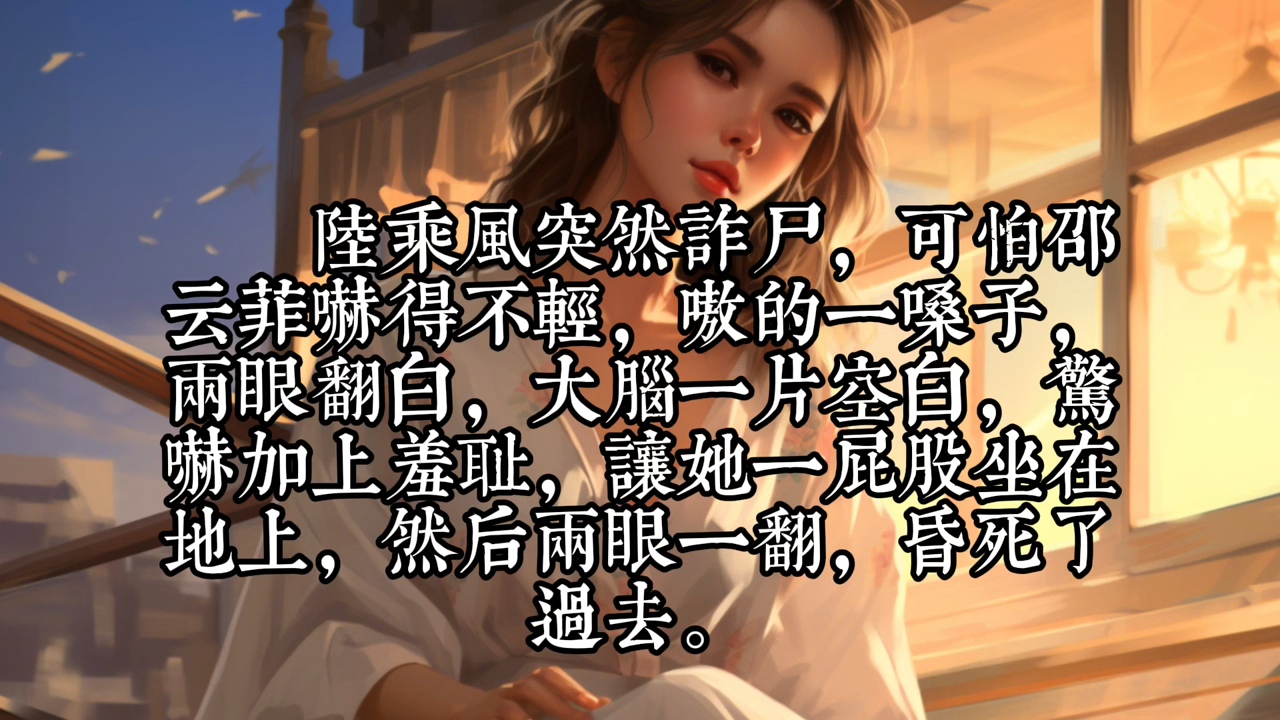 陸乘風突然詐尸，可怕邵
云菲嚇得不輕，嗷的一嗓子，
兩眼翻白，大腦一片空白，驚
嚇加上羞耻，讓她一屁股坐在
地上，然后兩眼一翻，昏死了
過去。